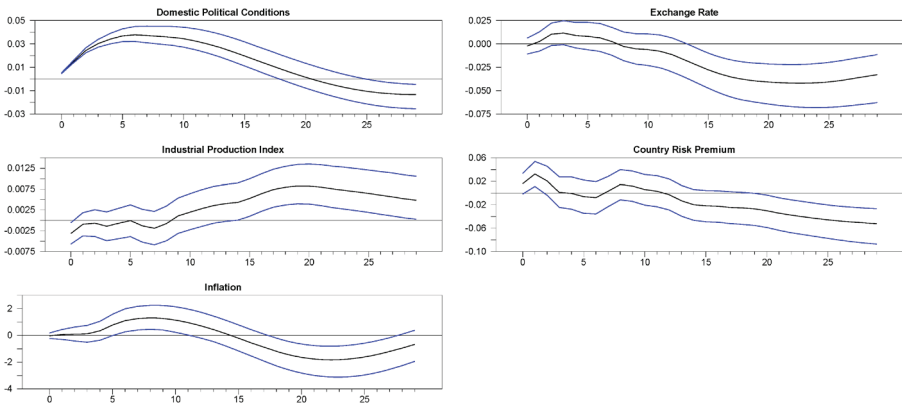 Domestic Political Conditions
0.05
0.03
0.01
-0.01
-0.03
0 5 10 15 20 25
Exchange Rate
0.025
0.000
-0.025
-0.050
-0.075
0 5 10 15 20 25
Industrial Production Index
0.0125
0.0075
0.0025
-0.0025
-0.0075
0 5 10 15 20 25
Country Risk Premium
0.06
0.02
-0.02
-0.06
-0.10
0 5 10 15 20 25
Inflation
2
0
-2
-4
0 5 10 15 20 25